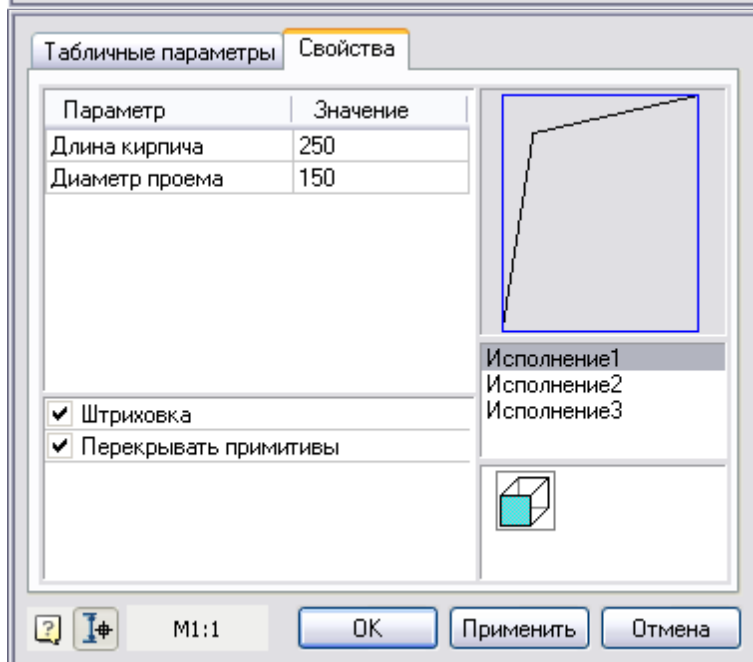 Табличные параметры Свойства
Параметр Значение
Длина кирпича 250
Диаметр проема 150
Исполнение1
Исполнение2
Исполнение3
Штриховка
Перекрывать примитивы
? М1:1 OK Применить Отмена